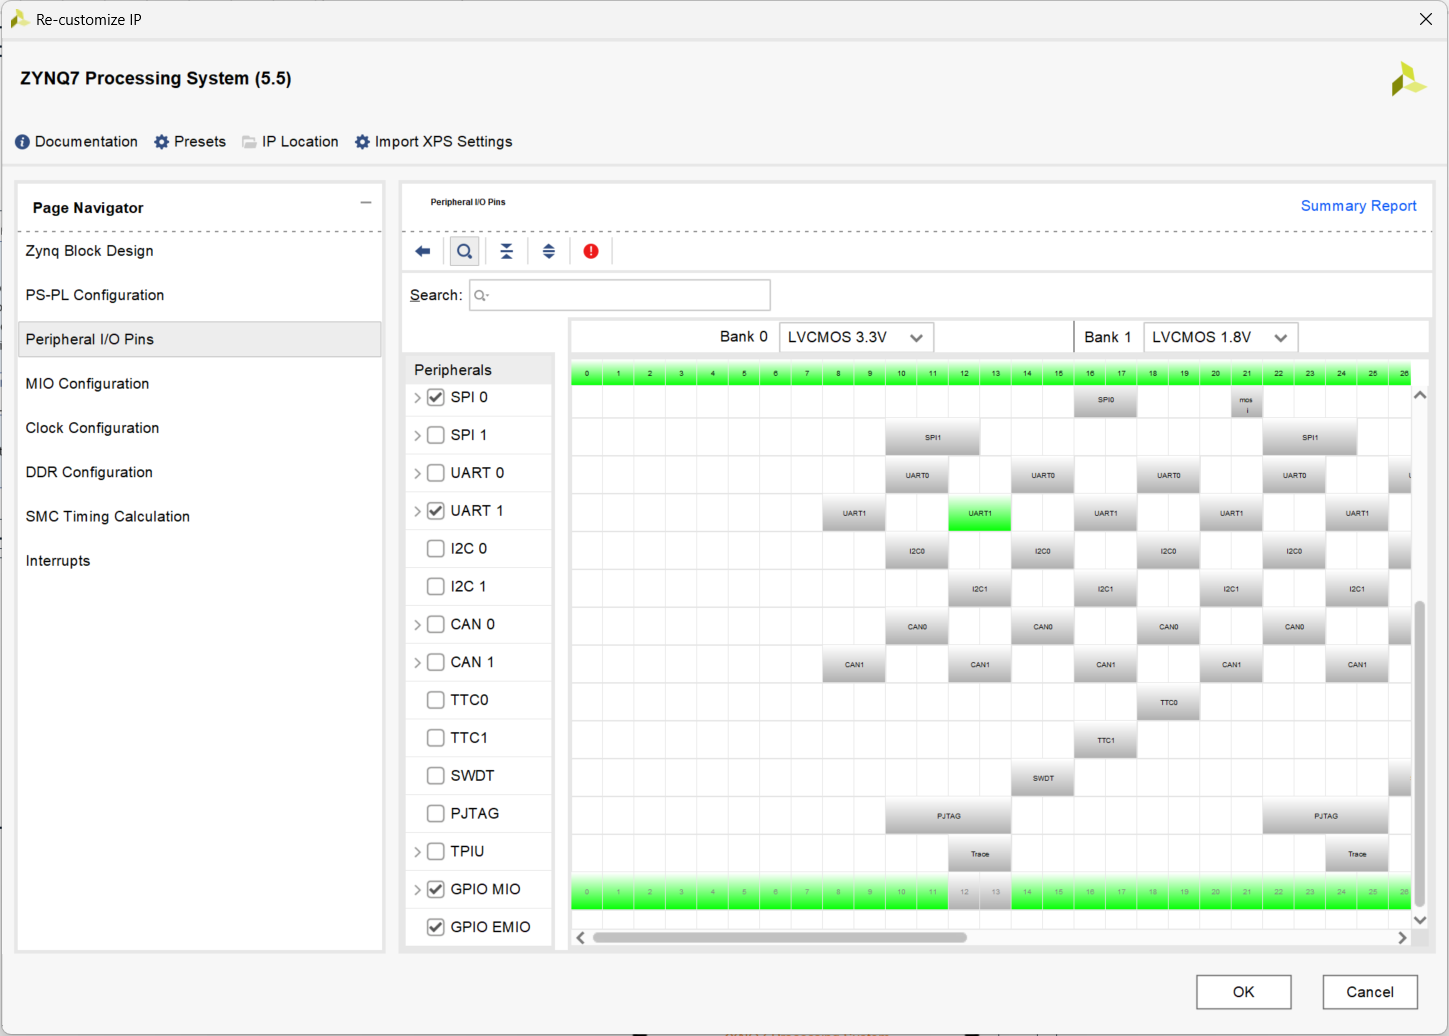 Re-customize IP
ZYNQ7 Processing System (5.5)
Documentation Presets IP Location Import XPS Settings
Page Navigator
Zynq Block Design
PS-PL Configuration
Peripheral I/O Pins
MIO Configuration
Clock Configuration
DDR Configuration
SMC Timing Calculation
Interrupts
Peripheral I/O Pins
Summary Report
Search:
Bank 0 LVCMOS 3.3V Bank 1 LVCMOS 1.8V
Peripherals
0 1 2 3 4 5 6 7 8 9 10 11 12 13 14 15 16 17 18 19 20 21 22 23 24 25 26
SPI 0 SPI0 mos
i
SPI 1 SPI1 SPI1
UART 0 UART0 UART0 UART0 UART0
UART 1 UART1 UART1 UART1 UART1 UART1
I2C 0 I2C0 I2C0 I2C0 I2C0
I2C 1 I2C1 I2C1 I2C1 I2C1
CAN 0 CAN0 CAN0 CAN0 CAN0
CAN 1 CAN1 CAN1 CAN1 CAN1 CAN1
TTC0 TTC0
TTC1 TTC1
SWDT SWDT
PJTAG PJTAG PJTAG
TPIU Trace Trace
GPIO MIO 0 1 2 3 4 5 6 7 8 9 10 11 12 13 14 15 16 17 18 19 20 21 22 23 24 25 26
GPIO EMIO
OK Cancel